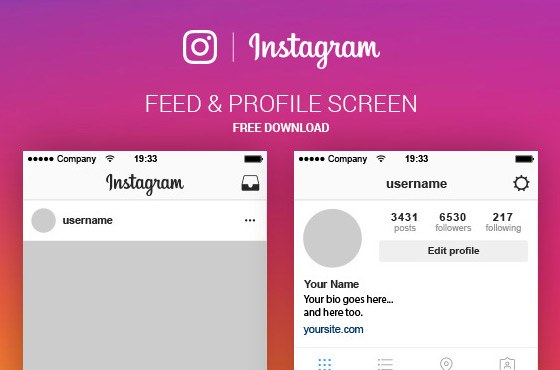 Instagram
FEED & PROFILE SCREEN
FREE DOWNLOAD
Company 19:33
Instagram
username
Company 19:33
username
3431 6530 217
posts followers following
Edit profile
Your Name
Your bio goes here...
and here too.
yoursite.com